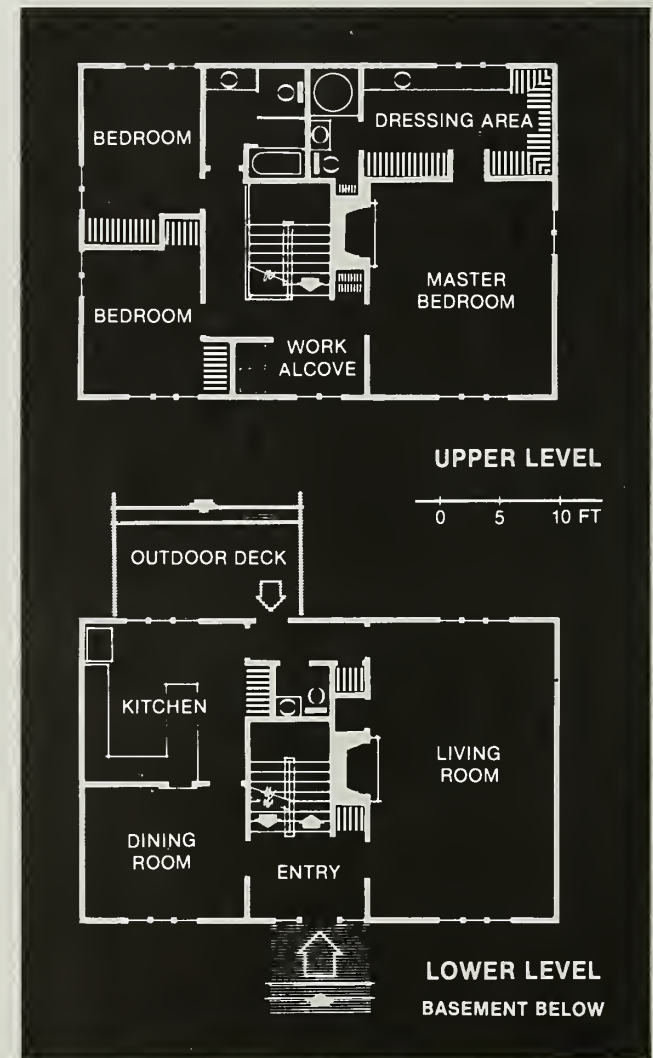 BEDROOM
DRESSING AREA
MASTER
BEDROOM
BEDROOM
WORK
ALCOVE
UPPER LEVEL
0 5 10 FT
OUTDOOR DECK
KITCHEN
LIVING
ROOM
DINING
ROOM
ENTRY
LOWER LEVEL
BASEMENT BELOW